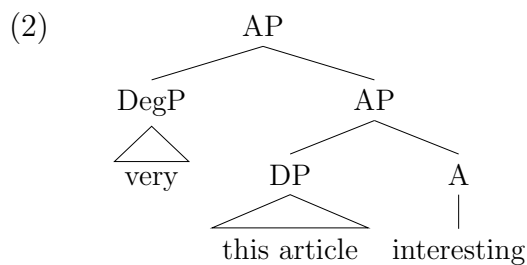 (2) AP
DegP AP
very DP A
this article interesting